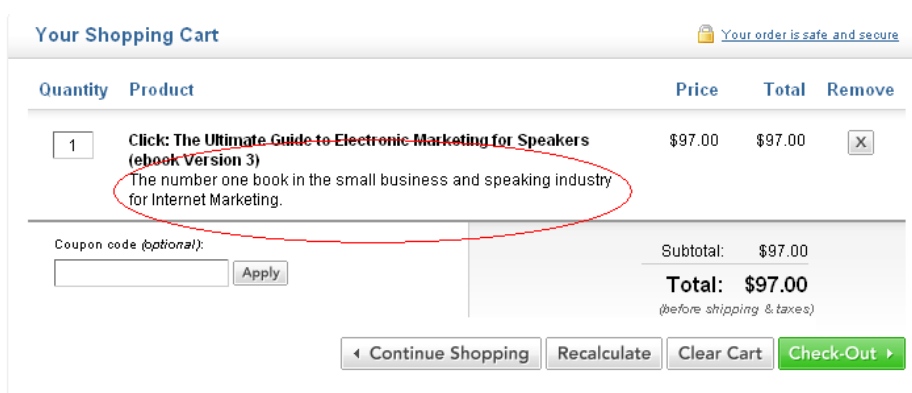 Your Shopping Cart
Your order is safe and secure
Quantity Product Price Total Remove
1 Click: The Ultimate Guide to Electronic Marketing for Speakers $97.00 $97.00 X
(ebook Version 3)
The number one book in the small business and speaking industry
for Internet Marketing.
Coupon code (optional):
Apply
Subtotal: $97.00
Total: $97.00
(before shipping & taxes)
Continue Shopping Recalculate Clear Cart Check-Out